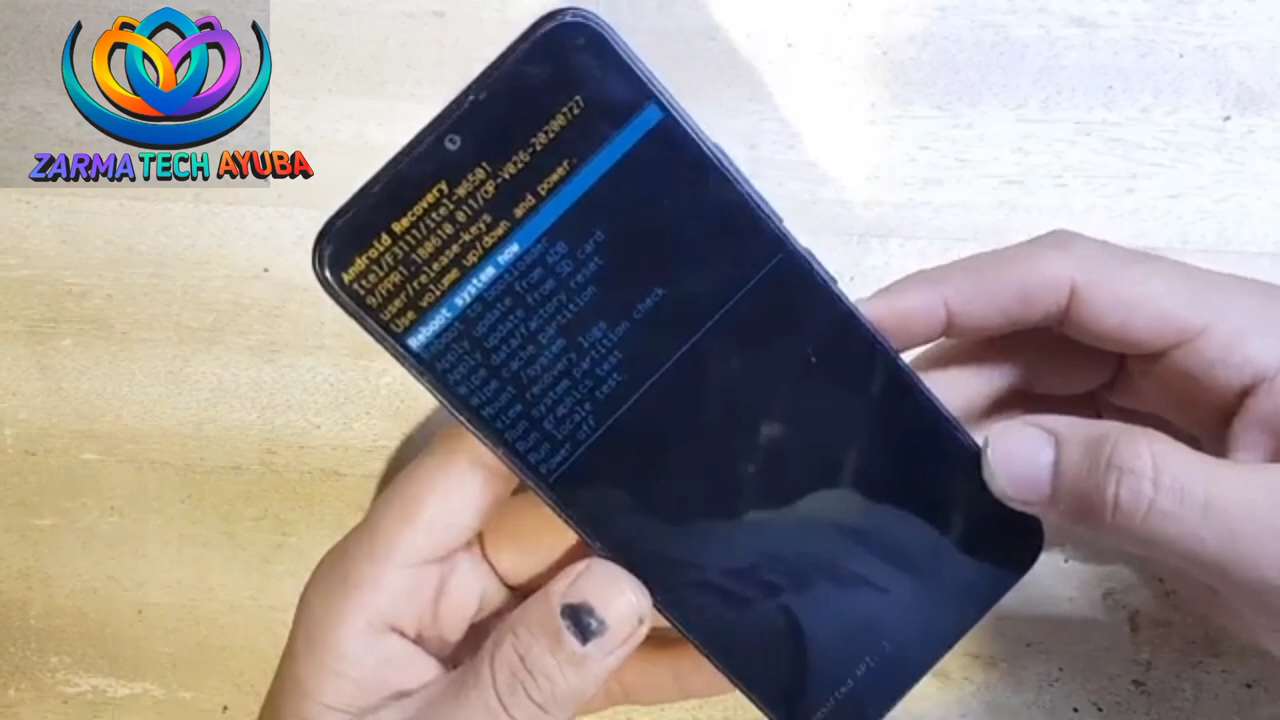 ZARMA TECH AYUBA
Android Recovery
Itel/F3111/itel-W6501
9/PPR1.180610.011/OP-V026-20200727
user/release-keys
Use volume up/down and power.
Reboot system now
Reboot to bootloader
Apply update from ADB
Apply update from SD card
Wipe data/factory reset
Wipe cache partition
Mount /system
View recovery logs
Run system partition check
Run graphics test
Run locale test
Power off
API: 3